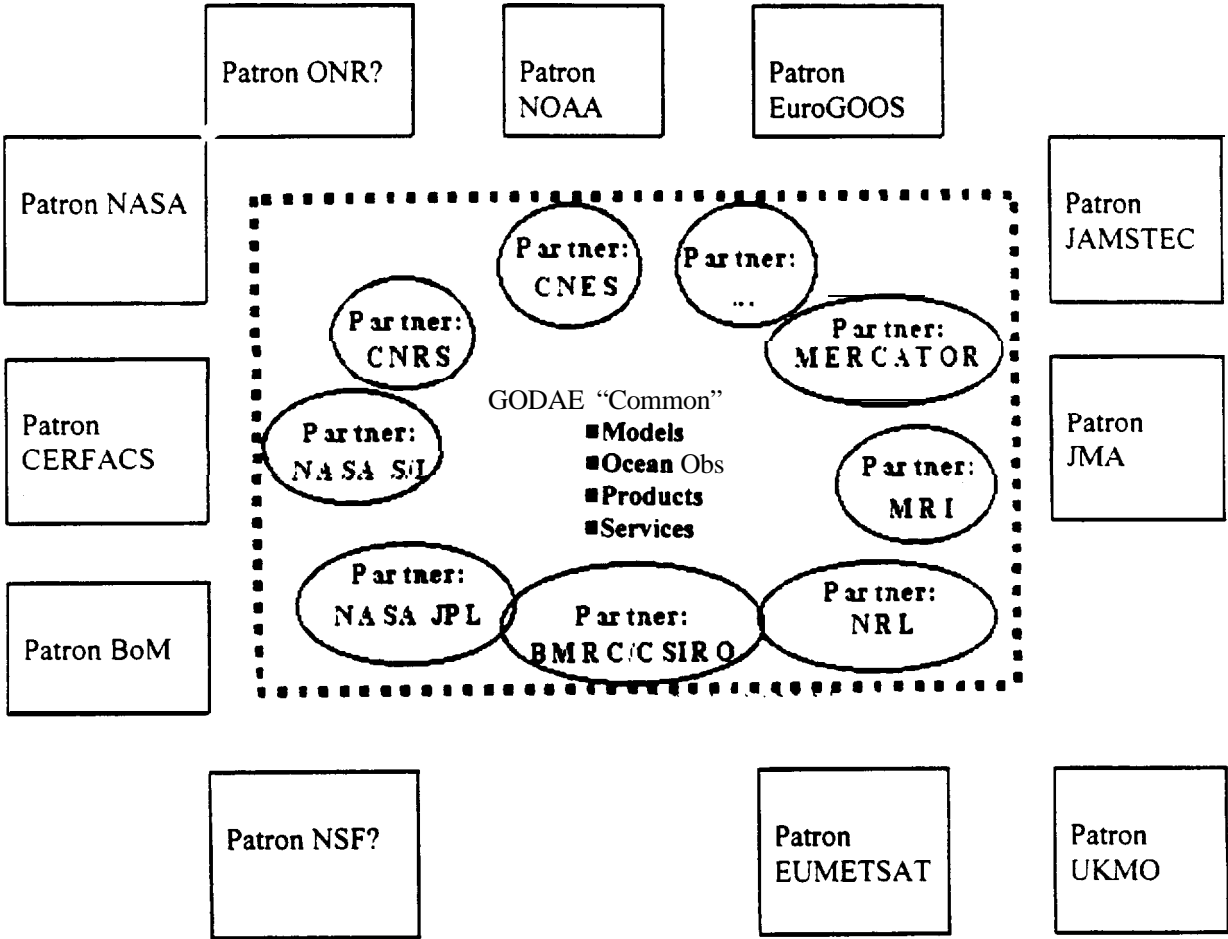 Patron ONR?
Patron
NOAA
Patron
EuroGOOS
Patron NASA
Patron
JAMSTEC
Partner:
CNES
Partner:
...
Partner:
CNRS
Partner:
MERCATOR
Patron
CERFACS
Partner:
NASA S/I
GODAE “Common”
■Models
■Ocean Obs
■Products
■Services
Partner:
MRI
Patron
JMA
Partner:
NASA JPL
Partner:
BMRC/CSIRO
Partner:
NRL
Patron BoM
Patron NSF?
Patron
EUMETSAT
Patron
UKMO